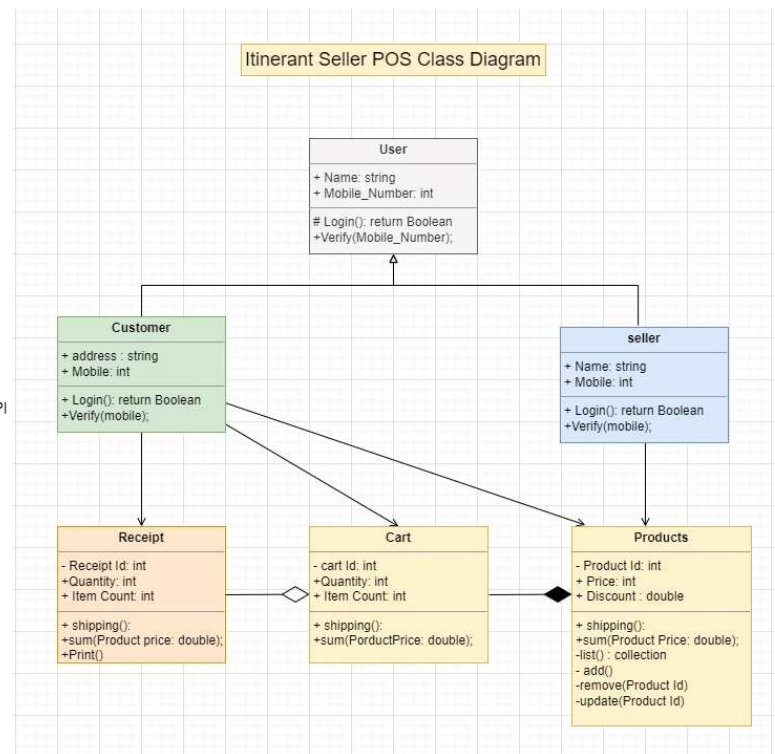 Itinerant Seller POS Class Diagram
User
+ Name: string
+ Mobile_Number: int
# Login(): return Boolean
+Verify(Mobile_Number);
Customer
+ address : string
+ Mobile: int
+ Login(): return Boolean
+Verify(mobile);
seller
+ Name: string
+ Mobile: int
+ Login(): return Boolean
+Verify(mobile);
PI
Receipt
- Receipt Id: int
+Quantity: int
+ Item Count: int
+ shipping():
+sum(Product price: double);
+Print()
Cart
- cart Id: int
+Quantity: int
+ Item Count: int
+ shipping():
+sum(PorductPrice: double);
Products
- Product Id: int
+ Price: int
+ Discount : double
+ shipping():
+sum(Product Price: double);
-list() : collection
- add()
-remove(Product Id)
-update(Product Id)